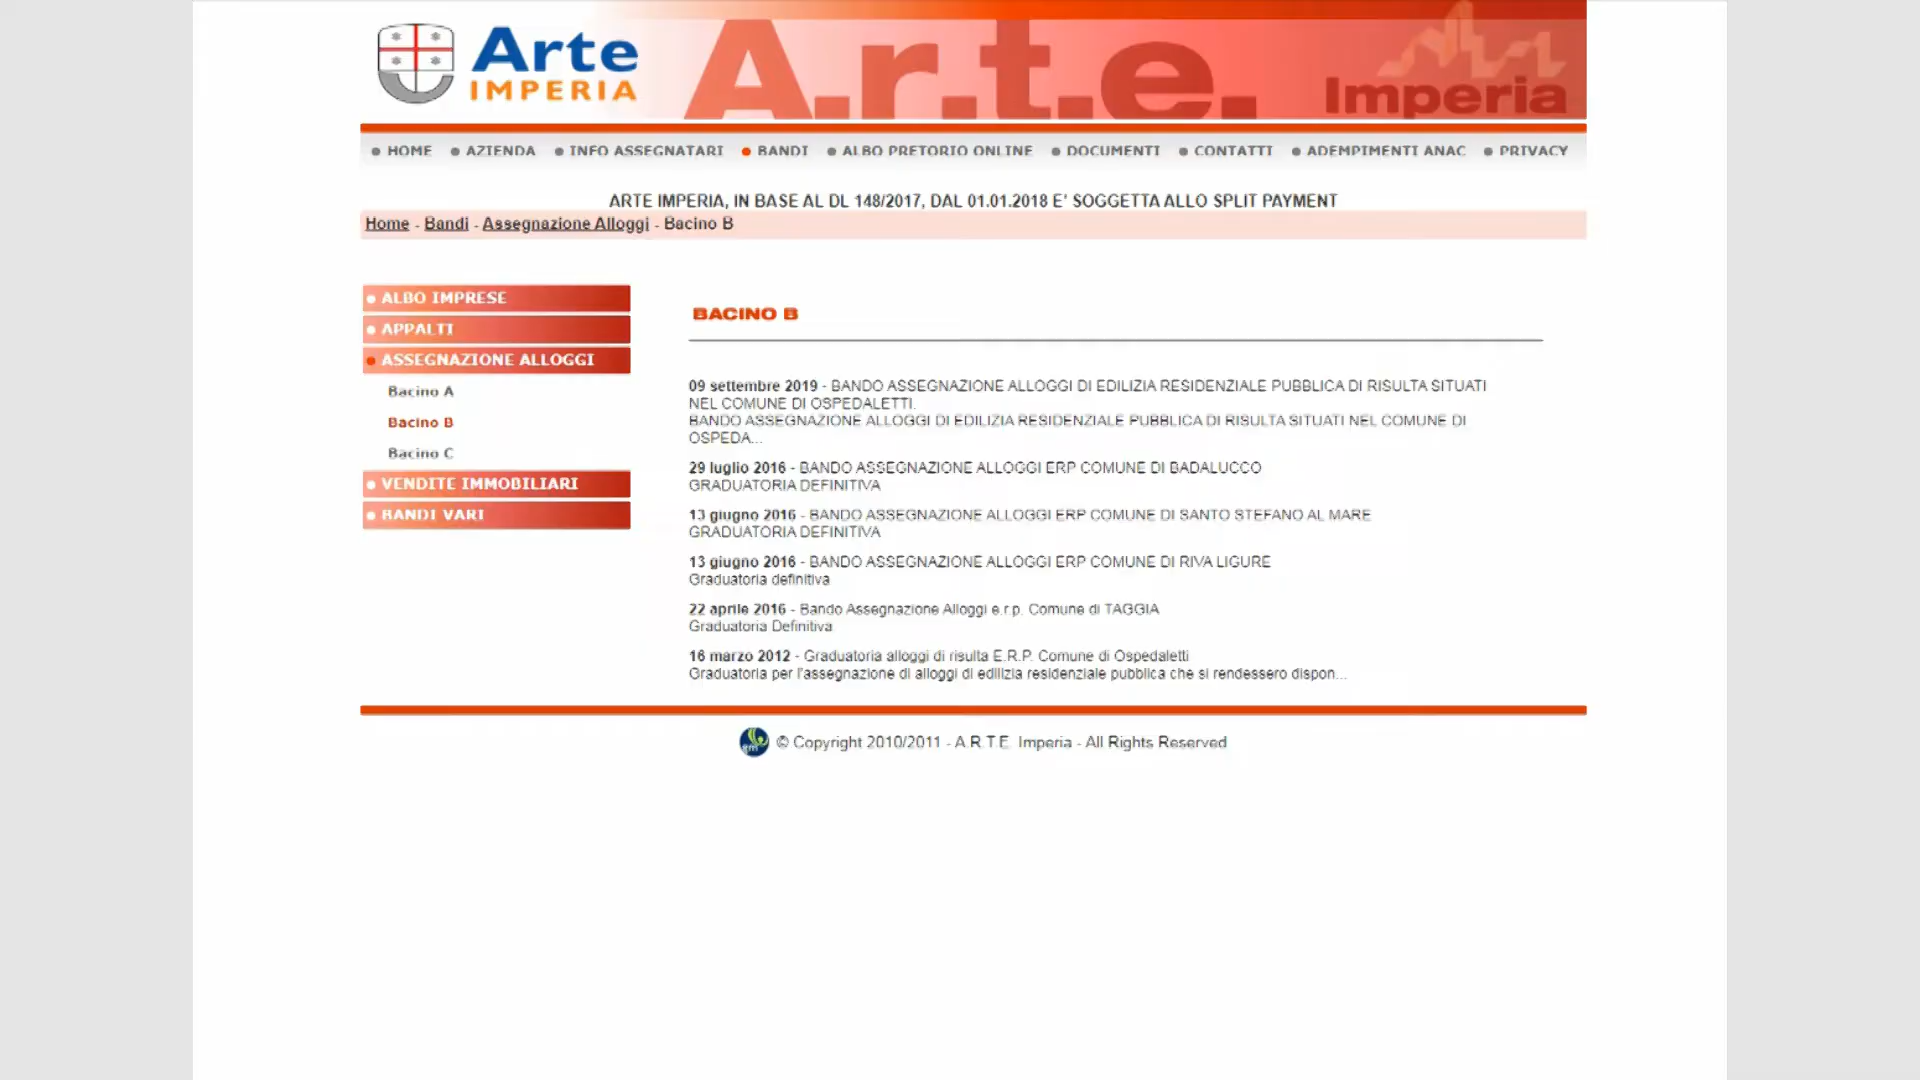 Arte
IMPERIA
A.r.t.e.
Imperia
HOME AZIENDA INFO ASSEGNATARI BANDI ALBO PRETORIO ONLINE DOCUMENTI CONTATTI ADEMPIMENTI ANAC PRIVACY
ARTE IMPERIA, IN BASE AL DL 148/2017, DAL 01.01.2018 E' SOGGETTA ALLO SPLIT PAYMENT
Home - Bandi - Assegnazione Alloggi - Bacino B
ALBO IMPRESE
APPALTI
ASSEGNAZIONE ALLOGGI
Bacino A
Bacino B
Bacino C
VENDITE IMMOBILIARI
BANDI VARI
BACINO B
09 settembre 2019 - BANDO ASSEGNAZIONE ALLOGGI DI EDILIZIA RESIDENZIALE PUBBLICA DI RISULTA SITUATI
NEL COMUNE DI OSPEDALETTI.
BANDO ASSEGNAZIONE ALLOGGI DI EDILIZIA RESIDENZIALE PUBBLICA DI RISULTA SITUATI NEL COMUNE DI
OSPEDA...
29 luglio 2016 - BANDO ASSEGNAZIONE ALLOGGI ERP COMUNE DI BADALUCCO
GRADUATORIA DEFINITIVA
13 giugno 2016 - BANDO ASSEGNAZIONE ALLOGGI ERP COMUNE DI SANTO STEFANO AL MARE
GRADUATORIA DEFINITIVA
13 giugno 2016 - BANDO ASSEGNAZIONE ALLOGGI ERP COMUNE DI RIVA LIGURE
Graduatoria definitiva
22 aprile 2016 - Bando Assegnazione Alloggi e.r.p. Comune di TAGGIA
Graduatoria Definitiva
16 marzo 2012 - Graduatoria alloggi di risulta E.R.P. Comune di Ospedaletti
Graduatoria per l'assegnazione di alloggi di edilizia residenziale pubblica che si rendessero dispon...
© Copyright 2010/2011 - A.R.T.E. Imperia - All Rights Reserved